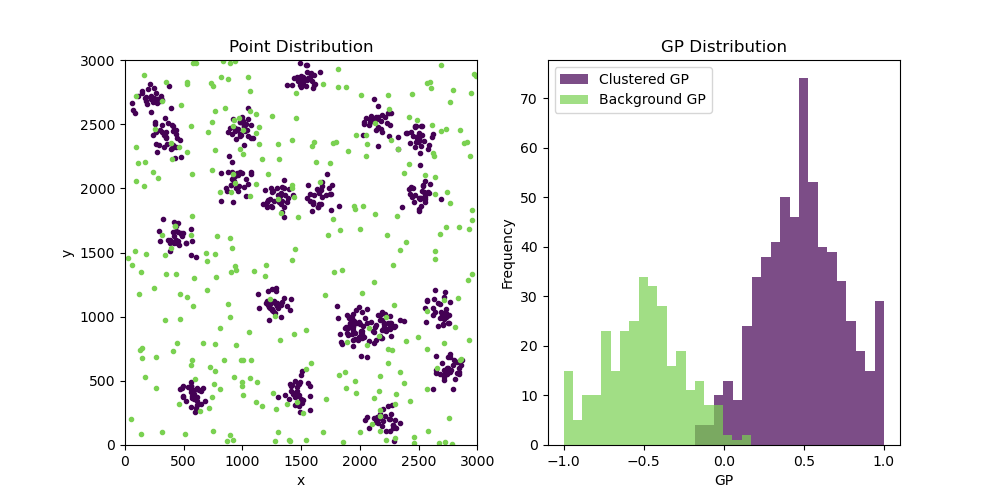 Point Distribution
3000
2500
2000
1500
1000
500
0
y
0 500 1000 1500 2000 2500 3000
x
GP Distribution
Clustered GP
Background GP
70
60
50
40
30
20
10
0
Frequency
−1.0 −0.5 0.0 0.5 1.0
GP